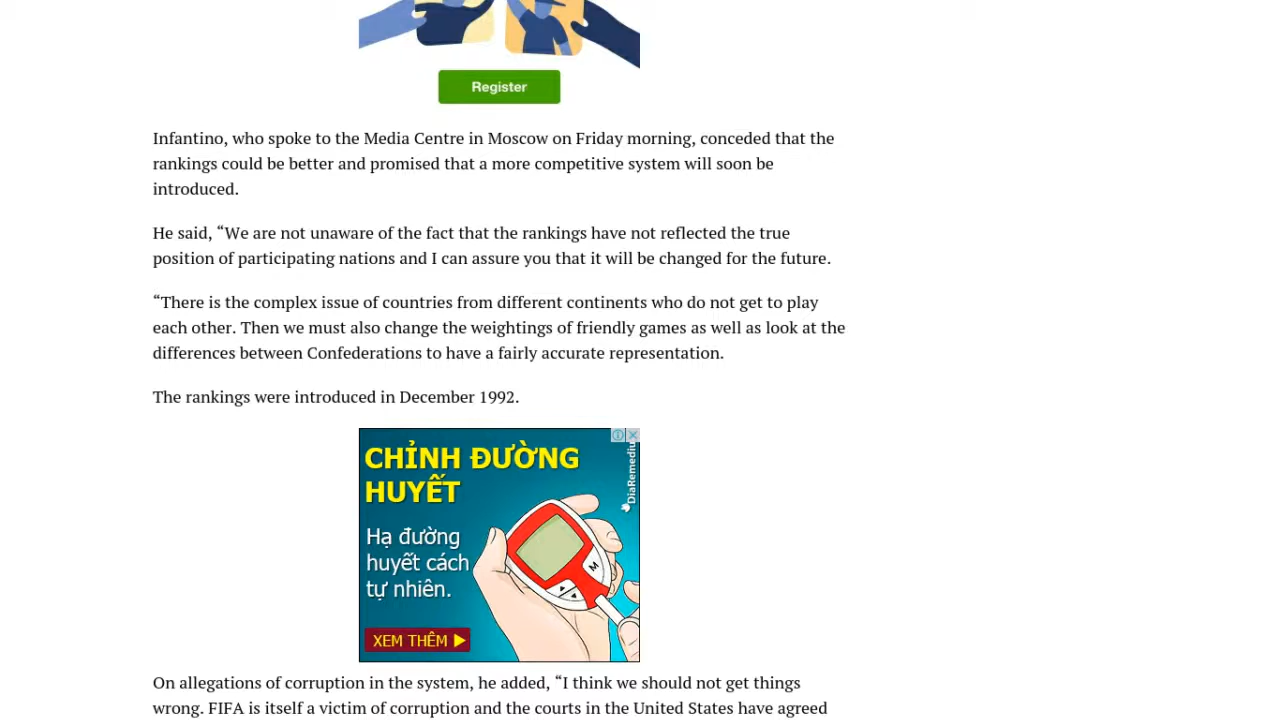 Register
Infantino, who spoke to the Media Centre in Moscow on Friday morning, conceded that the
rankings could be better and promised that a more competitive system will soon be
introduced.
He said, “We are not unaware of the fact that the rankings have not reflected the true
position of participating nations and I can assure you that it will be changed for the future.
“There is the complex issue of countries from different continents who do not get to play
each other. Then we must also change the weightings of friendly games as well as look at the
differences between Confederations to have a fairly accurate representation.
The rankings were introduced in December 1992.
CHỈNH ĐƯỜNG
HUYẾT
Hạ đường
huyết cách
tự nhiên.
M
XEM THÊM
On allegations of corruption in the system, he added, “I think we should not get things
wrong. FIFA is itself a victim of corruption and the courts in the United States have agreed